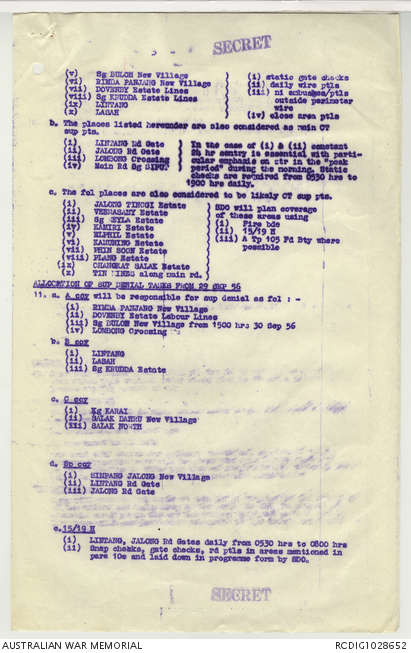 SECRET
(v) Sg BULOH New Village
(vi) RIMBA PANJANG New Village
(vii) DOVENBY Estate Lines
(viii) Sg KRUDDA Estate Lines
(ix) LINTANG
(x) LASAH
(i) static gate checks
(ii) daily wire ptls
(iii) ni ambushes/ptls outside perimeter wire
(iv) close area ptls
b. The places listed hereunder are also considered as main CT
sup pts.
(i) LINTANG Rd Gate
(ii) JALONG Rd Gate
(iii) LOMBONG Crossing
(iv) Main Rd Sg SIPUT
In the case of (i) & (ii) constant
24 hr sentry is essential with parti-
cular emphasis on ctr in the "peak
period" during the morning. Static
checks are required from 0530 hrs to
1900 hrs daily.
c. The fol places are also considered to be likely CT sup pts.
(i) JALONG TINGGI Estate
(ii) VEERASAMY Estate
(iii) Sg BYLA Estate
(iv) KAMIRI Estate
(v) ELPHIL Estate
(vi) KAMUNING Estate
(vii) PHIN SOON Estate
(viii) PLANG Estate
(ix) CHANGKAT SALAK Estate
(x) TIN MINES along main rd.
SDO will plan coverage
of these areas using
(i) Fire bde
(ii) 15/19 H
(iii) A Tp 105 Fd Bty where
possible
ALLOCATION OF SUP DENIAL TASKS FROM 29 SEP 56
11. a. A coy will be responsible for sup denial as fol : -
(i) RIMBA PANJANG New Village
(ii) DOVENBY Estate Labour Lines
(iii) Sg BULOH New Village from 1500 hrs 30 Sep 56
(iv) LOMBONG Crossing
b. B coy
(i) LINTANG
(ii) LASAH
(iii) Sg KRUDDA Estate
c. C coy
(i) Kg KARAI
(ii) SALAK BAHRU New Village
(iii) SALAK NORTH
d. Sp coy
(i) SIMPANG JALONG New Village
(ii) LINTANG Rd Gate
(iii) JALONG Rd Gate
e. 15/19 H
(i) LINTANG, JALONG Rd Gates daily from 0530 hrs to 0800 hrs
(ii) Snap checks, gate checks, rd ptls in areas mentioned in
para 10c and laid down in programme form by SDO.
SECRET
AUSTRALIAN WAR MEMORIAL
RCDIG1028652